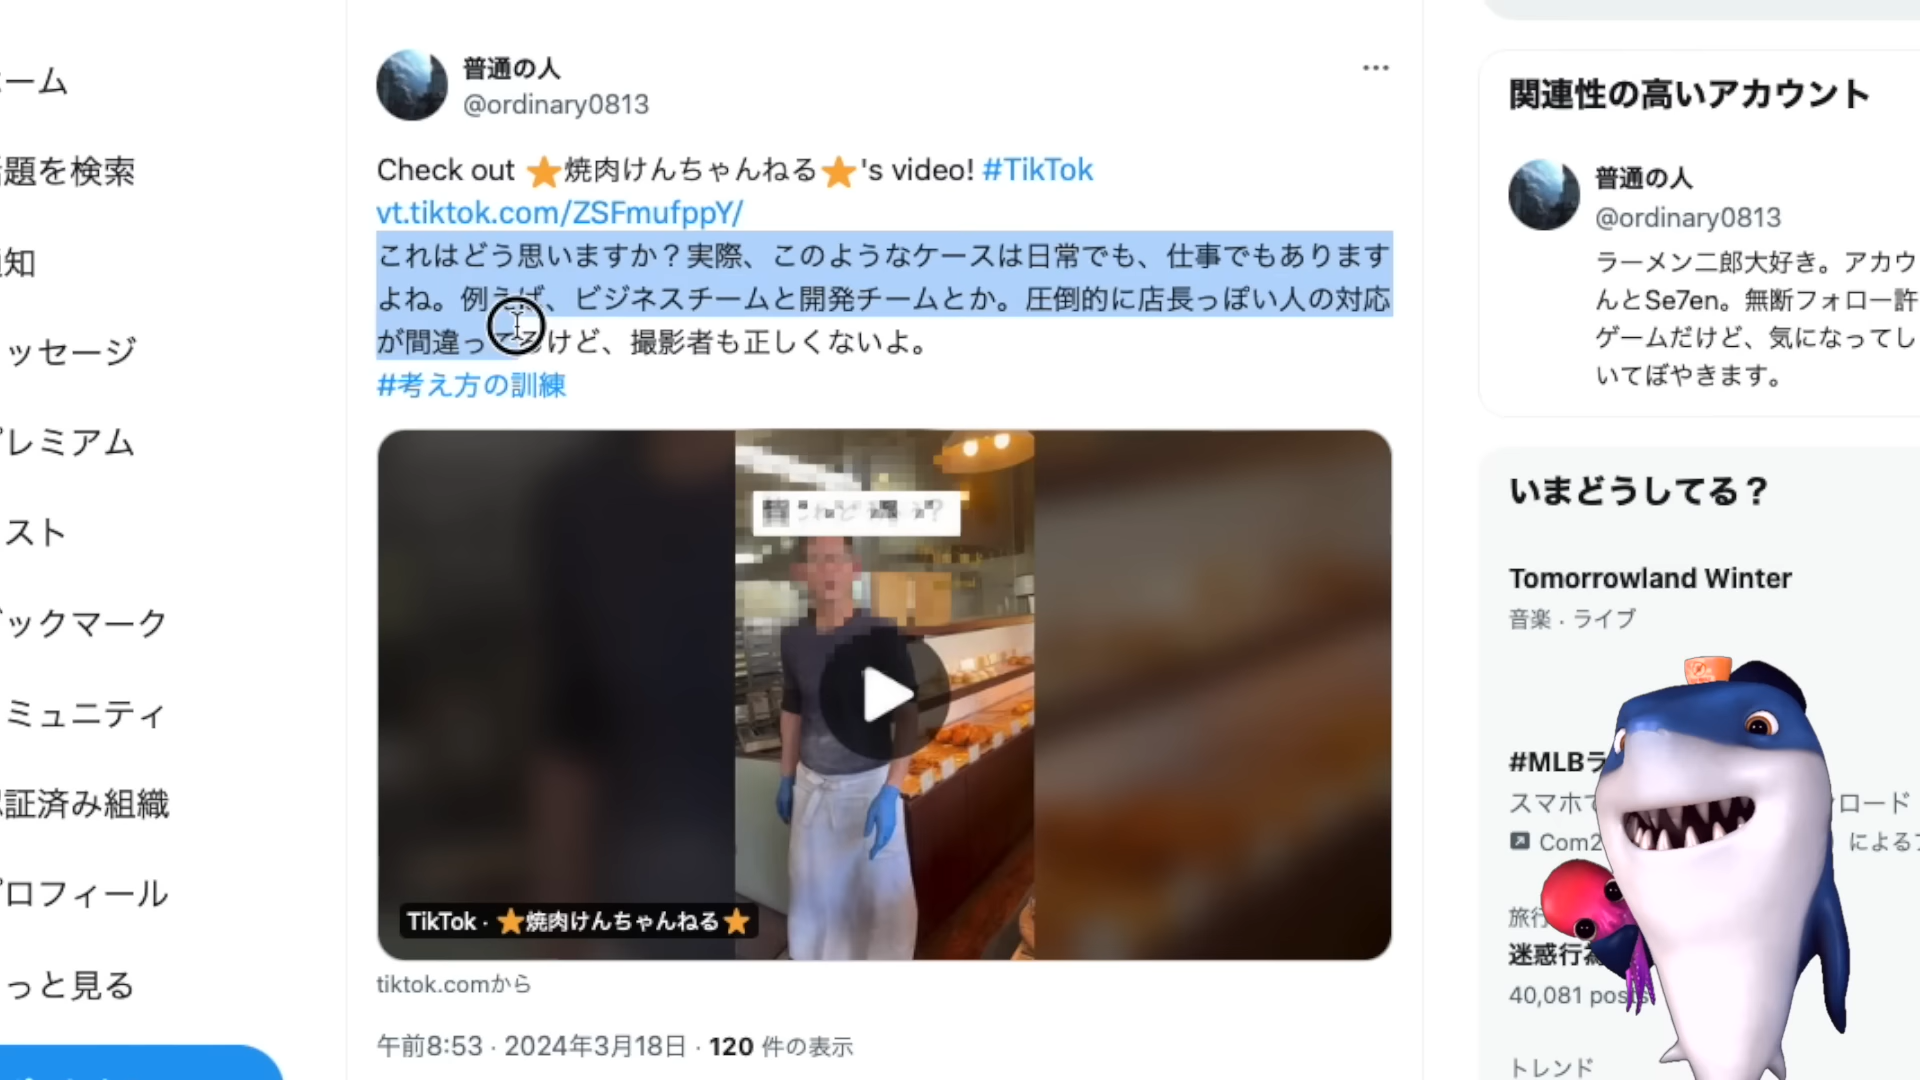 ーム
題を検索
知
ッセージ
レミアム
スト
ックマーク
ミュニティ
証済み組織
ロフィール
っと見る
普通の人
@ordinary0813
Check out ⭐焼肉けんちゃんねる⭐'s video! #TikTok
vt.tiktok.com/ZSFmufppY/
これはどう思いますか？実際、このようなケースは日常でも、仕事でもあります
よね。例えば、ビジネスチームと開発チームとか。圧倒的に店長っぽい人の対応
が間違ってるけど、撮影者も正しくないよ。
#考え方の訓練
TikTok · ⭐焼肉けんちゃんねる⭐
tiktok.comから
午前8:53 · 2024年3月18日 · 120 件の表示
関連性の高いアカウント
普通の人
@ordinary0813
ラーメン二郎大好き。アカウ
んとSe7en。無断フォロー許
ゲームだけど、気になってし
いてぼやきます。
いまどうしてる？
Tomorrowland Winter
音楽 · ライブ
#MLB
スマホで ロード
Com2 による
旅行
迷惑行為
40,081 posts
トレンド